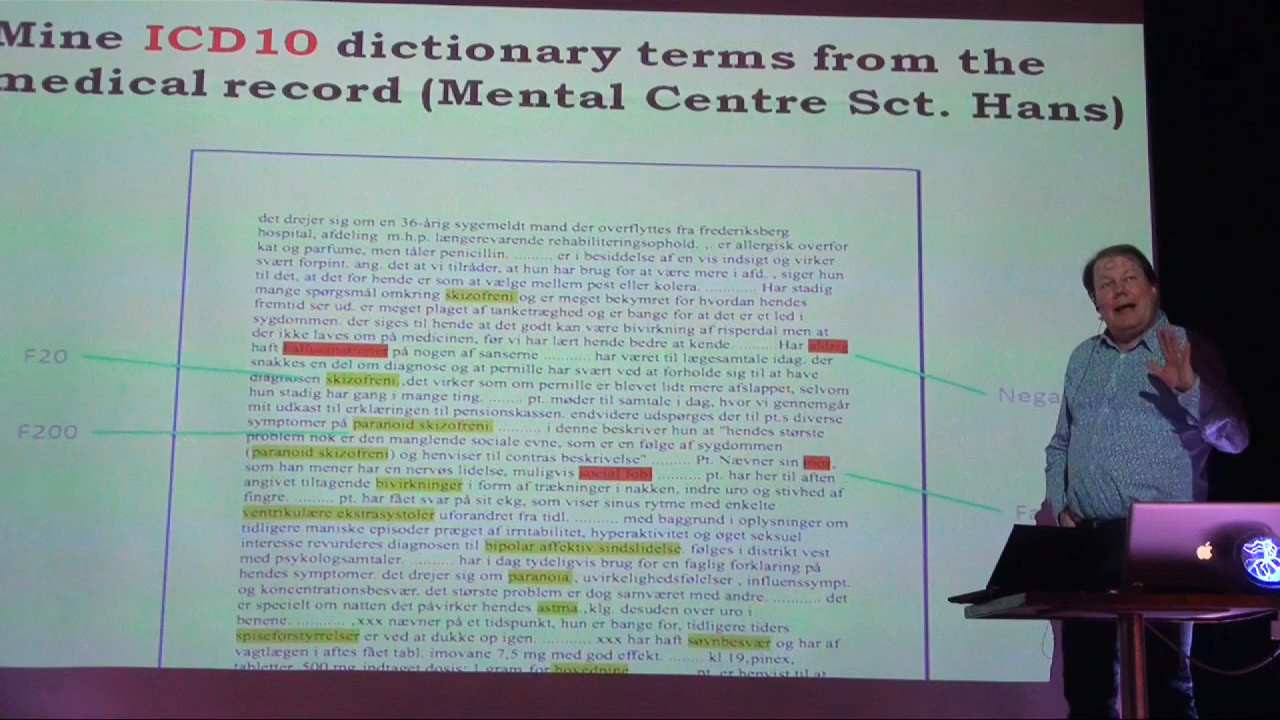 Mine ICD10 dictionary terms from the
medical record (Mental Centre Sct. Hans)
det drejer sig om en 36-årig sygemeldt mand der overflyttes fra frederiksberg
hospital, afdeling m.h.p. længerevarende rehabiliteringsophold. ,. er allergisk overfor
kat og parfume, men tåler penicillin. ......... er i besiddelse af en vis indsigt og virker
svært forpint. ang. det at vi tilråder, at hun har brug for at være mere i afd. , siger hun
til det, at det for hende er som at vælge mellem pest eller kolera. ............ Har stadig
mange spørgsmål omkring skizofreni og er meget bekymret for hvordan hendes
fremtid ser ud. er meget plaget af tanketræghed og er bange for at det er et led i
sygdommen. der siges til hende at det godt kan være bivirkning af risperdal men at
der ikke laves om på medicinen, før vi har lært hende bedre at kende. ........... Har aldrig
haft hallucinationer på nogen af sanserne .......... har været til lægesamtale idag. der
F20
snakkes en del om diagnose og at pernille har svært ved at forholde sig til at have
diagnosen skizofreni ,det virker som om pernille er blevet lidt mere afslappet, selvom
hun stadig har gang i mange ting. ........ pt. møder til samtale i dag, hvor vi gennemgår
mit udkast til erklæringen til pensionskassen. endvidere udspørges der til pt.s diverse
F200
symptomer på paranoid skizofreni. .......... i denne beskriver hun at "hendes største
problem nok er den manglende sociale evne, som er en følge af sygdommen
(paranoid skizofreni) og henviser til contras beskrivelse" ......... Pt. Nævner sin mor,
som han mener har en nervøs lidelse, muligvis social fobi .......... pt. har her til aften
angivet tiltagende bivirkninger i form af trækninger i nakken, indre uro og stivhed af
fingre. ......... pt. har fået svar på sit ekg, som viser sinus rytme med enkelte
ventrikulære ekstrasystoler uforandret fra tidl. .......... med baggrund i oplysninger om
tidligere maniske episoder præget af irritabilitet, hyperaktivitet og øget seksuel
interesse revurderes diagnosen til bipolar affektiv sindslidelse. følges i distrikt vest
med psykologsamtaler. .......... har i dag tydeligvis brug for en faglig forklaring på
hendes symptomer. det drejer sig om paranoia , uvirkelighedsfølelser , influenssympt.
og koncentrationsbesvær. det største problem er dog samværet med andre. .......... det
er specielt om natten det påvirker hendes astma.,klg. desuden over uro i
benene. .......... ,xxx nævner på et tidspunkt, hun er bange for, tidligere tiders
spiseforstyrrelser er ved at dukke op igen. ........... xxx har haft søvnbesvær og har af
vagtlægen i aftes fået tabl. imovane 7,5 mg med god effekt. ....... kl 19,pinex,
tabletter, 500 mg indtaget dosis: 1 gram for hovedpine ............ pt. er henvist til at